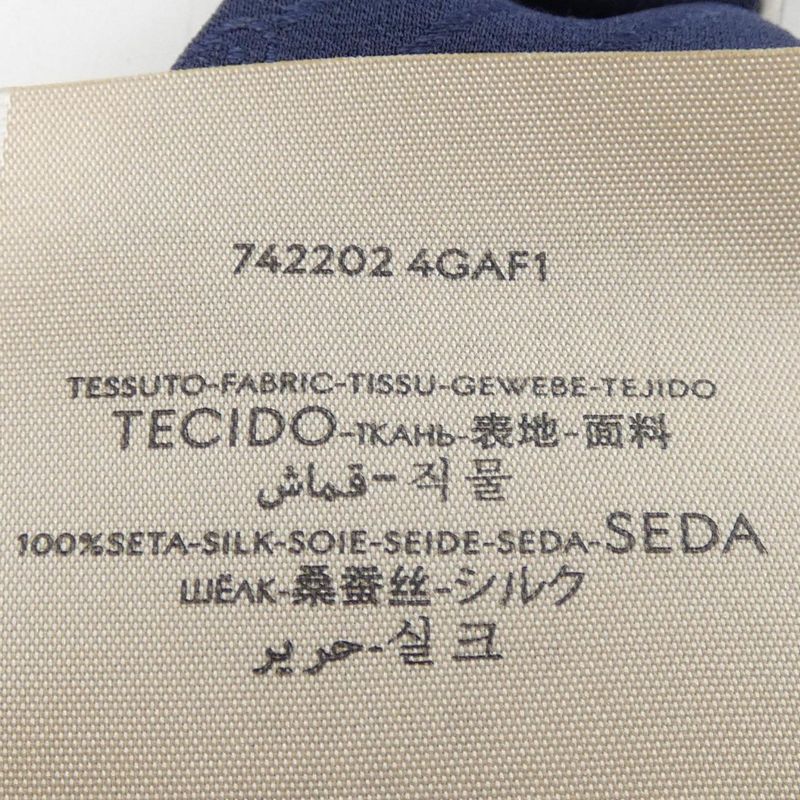 742202 4GAF1
TESSUTO-FABRIC-TISSU-GEWEBE-TEJIDO
TECIDO-ТКАНЬ-表地-面料
قماش-직물
100%SETA-SILK-SOIE-SEIDE-SEDA-SEDA
ШЁЛК-桑蚕丝-シルク
حرير-실크